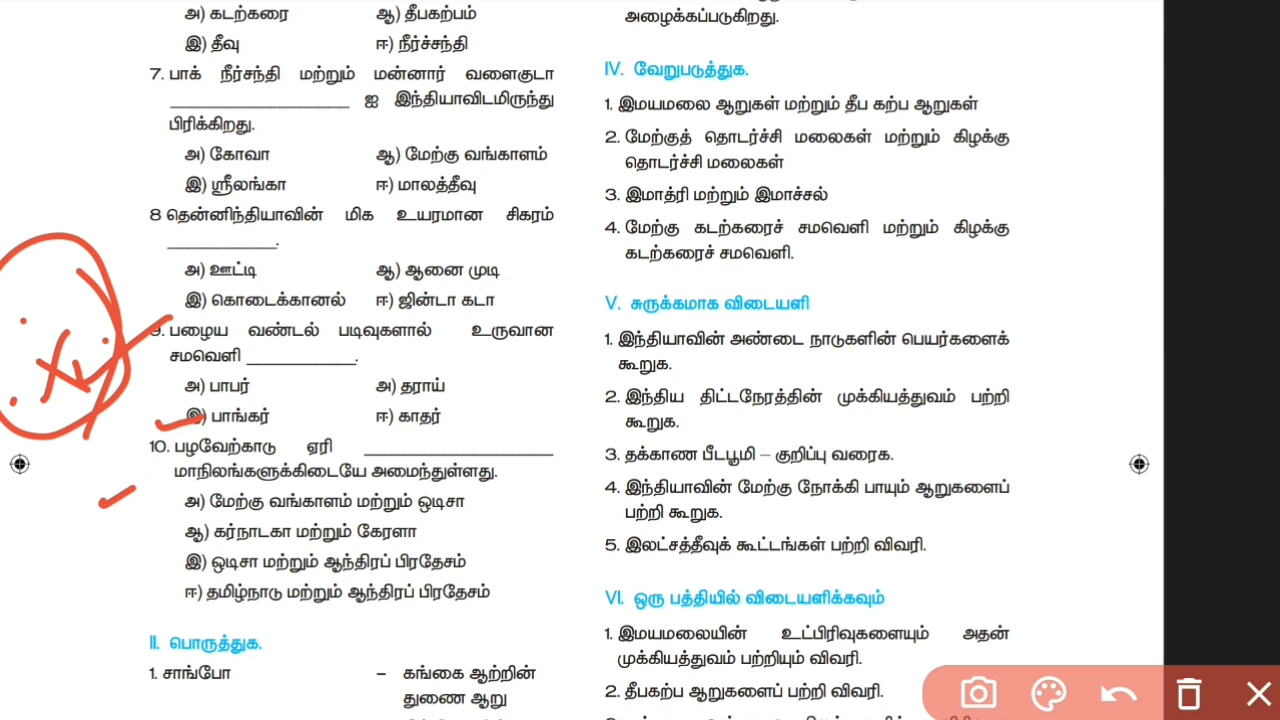 அ) கடற்கரை ஆ) தீபகற்பம்
இ) தீவு ஈ) நீர்ச்சந்தி
7. பாக் நீர்சந்தி மற்றும் மன்னார் வளைகுடா
____________________ ஐ இந்தியாவிடமிருந்து
பிரிக்கிறது.
அ) கோவா ஆ) மேற்கு வங்காளம்
இ) ஸ்ரீலங்கா ஈ) மாலத்தீவு
8 தென்னிந்தியாவின் மிக உயரமான சிகரம்
____________.
அ) ஊட்டி ஆ) ஆனை முடி
இ) கொடைக்கானல் ஈ) ஜின்டா கடா
9. பழைய வண்டல் படிவுகளால் உருவான
சமவெளி ____________.
அ) பாபர் அ) தராய்
இ) பாங்கர் ஈ) காதர்
10. பழவேற்காடு ஏரி ____________________
மாநிலங்களுக்கிடையே அமைந்துள்ளது.
அ) மேற்கு வங்காளம் மற்றும் ஒடிசா
ஆ) கர்நாடகா மற்றும் கேரளா
இ) ஒடிசா மற்றும் ஆந்திரப் பிரதேசம்
ஈ) தமிழ்நாடு மற்றும் ஆந்திரப் பிரதேசம்
II. பொருத்துக.
1. சாங்போ – கங்கை ஆற்றின்
துணை ஆறு
அழைக்கப்படுகிறது.
IV. வேறுபடுத்துக.
1. இமயமலை ஆறுகள் மற்றும் தீப கற்ப ஆறுகள்
2. மேற்குத் தொடர்ச்சி மலைகள் மற்றும் கிழக்கு
தொடர்ச்சி மலைகள்
3. இமாத்ரி மற்றும் இமாச்சல்
4. மேற்கு கடற்கரைச் சமவெளி மற்றும் கிழக்கு
கடற்கரைச் சமவெளி.
V. சுருக்கமாக விடையளி
1. இந்தியாவின் அண்டை நாடுகளின் பெயர்களைக்
கூறுக.
2. இந்திய திட்டநேரத்தின் முக்கியத்துவம் பற்றி
கூறுக.
3. தக்காண பீடபூமி – குறிப்பு வரைக.
4. இந்தியாவின் மேற்கு நோக்கி பாயும் ஆறுகளைப்
பற்றி கூறுக.
5. இலட்சத்தீவுக் கூட்டங்கள் பற்றி விவரி.
VI. ஒரு பத்தியில் விடையளிக்கவும்
1. இமயமலையின் உட்பிரிவுகளையும் அதன்
முக்கியத்துவம் பற்றியும் விவரி.
2. தீபகற்ப ஆறுகளைப் பற்றி விவரி.